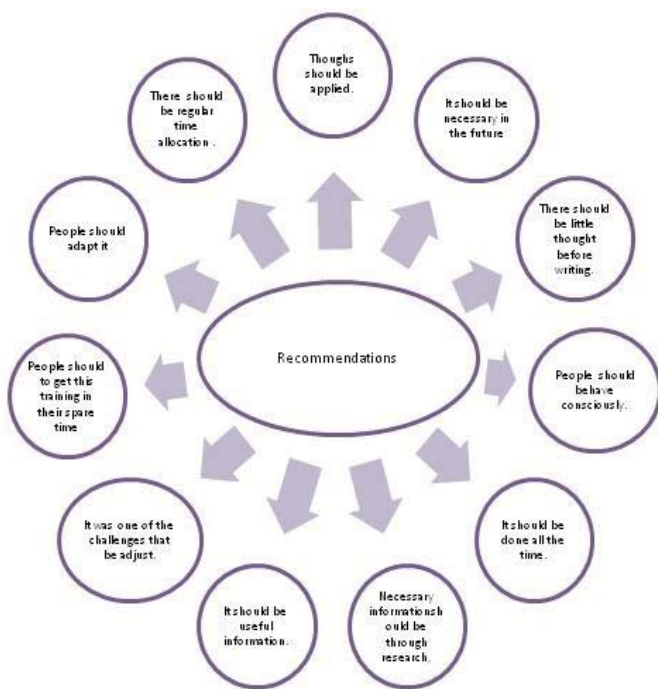 Recommendations
Thoughs
should be
applied.
It should be
necessary in
the future
There should
be little
thought
before
writing.
People should
behave
consciously.
It should be
done all the
time.
Necessary
informationsh
ould be
through
research,
It should be
useful
information.
It was one of the
challenges that
be adjust.
People should
to get this
training in
their spare
time
People should
adapt it
There should
be regular
time
allocation .